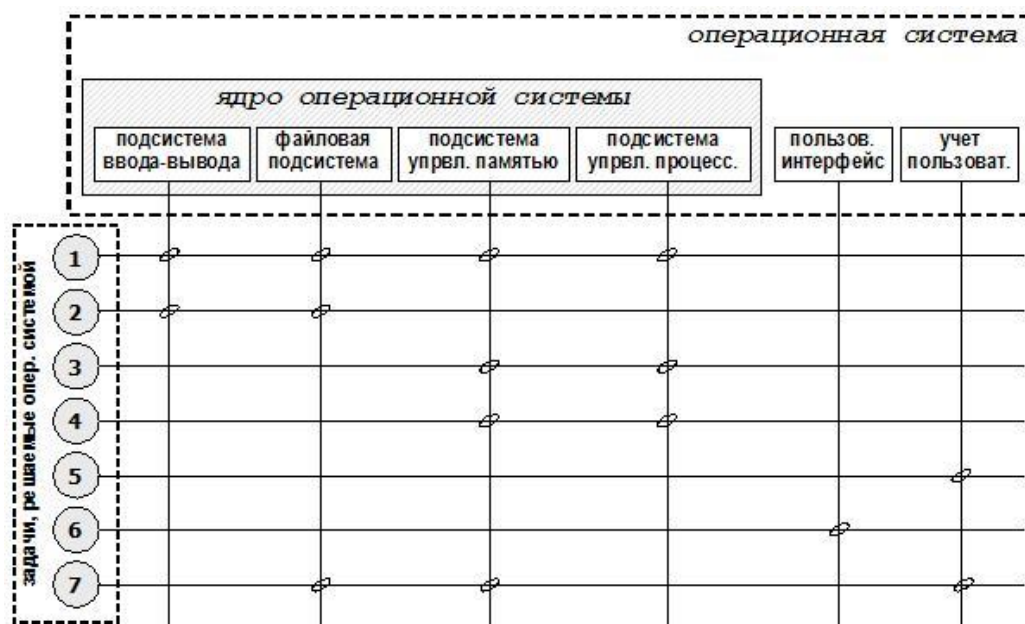 операционная система
ядро операционной системы
подсистема
ввода-вывода
файловая
подсистема
подсистема
упрвл. памятью
подсистема
упрвл. процесс.
пользов.
интерфейс
учет
пользоват.
задачи, решаемые опер. системой
1
2
3
4
5
6
7